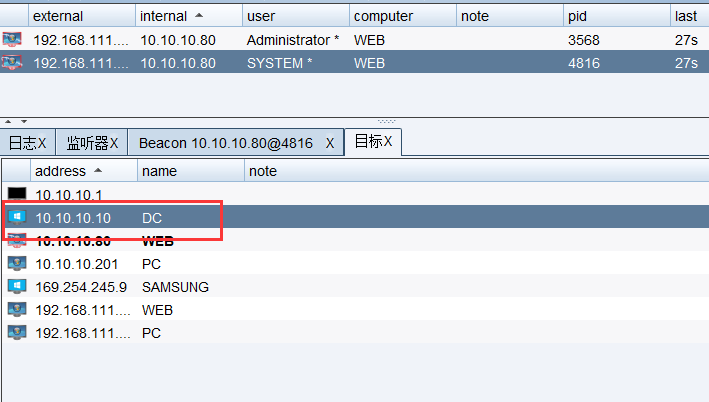 external internal user computer note pid last
192.168.111.... 10.10.10.80 Administrator * WEB 3568 27s
192.168.111.... 10.10.10.80 SYSTEM * WEB 4816 27s
日志X 监听器X Beacon 10.10.10.80@4816 X 目标X
address name note
10.10.10.1
10.10.10.10 DC
10.10.10.80 WEB
10.10.10.201 PC
169.254.245.9 SAMSUNG
192.168.111.... WEB
192.168.111.... PC